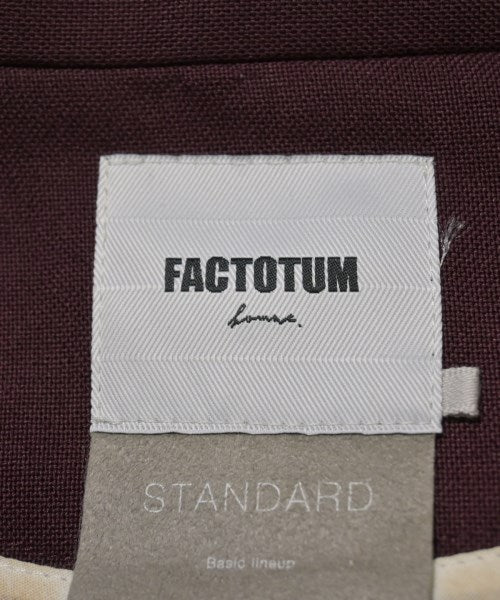 FACTOTUM
homme.
STANDARD
Basic lineup